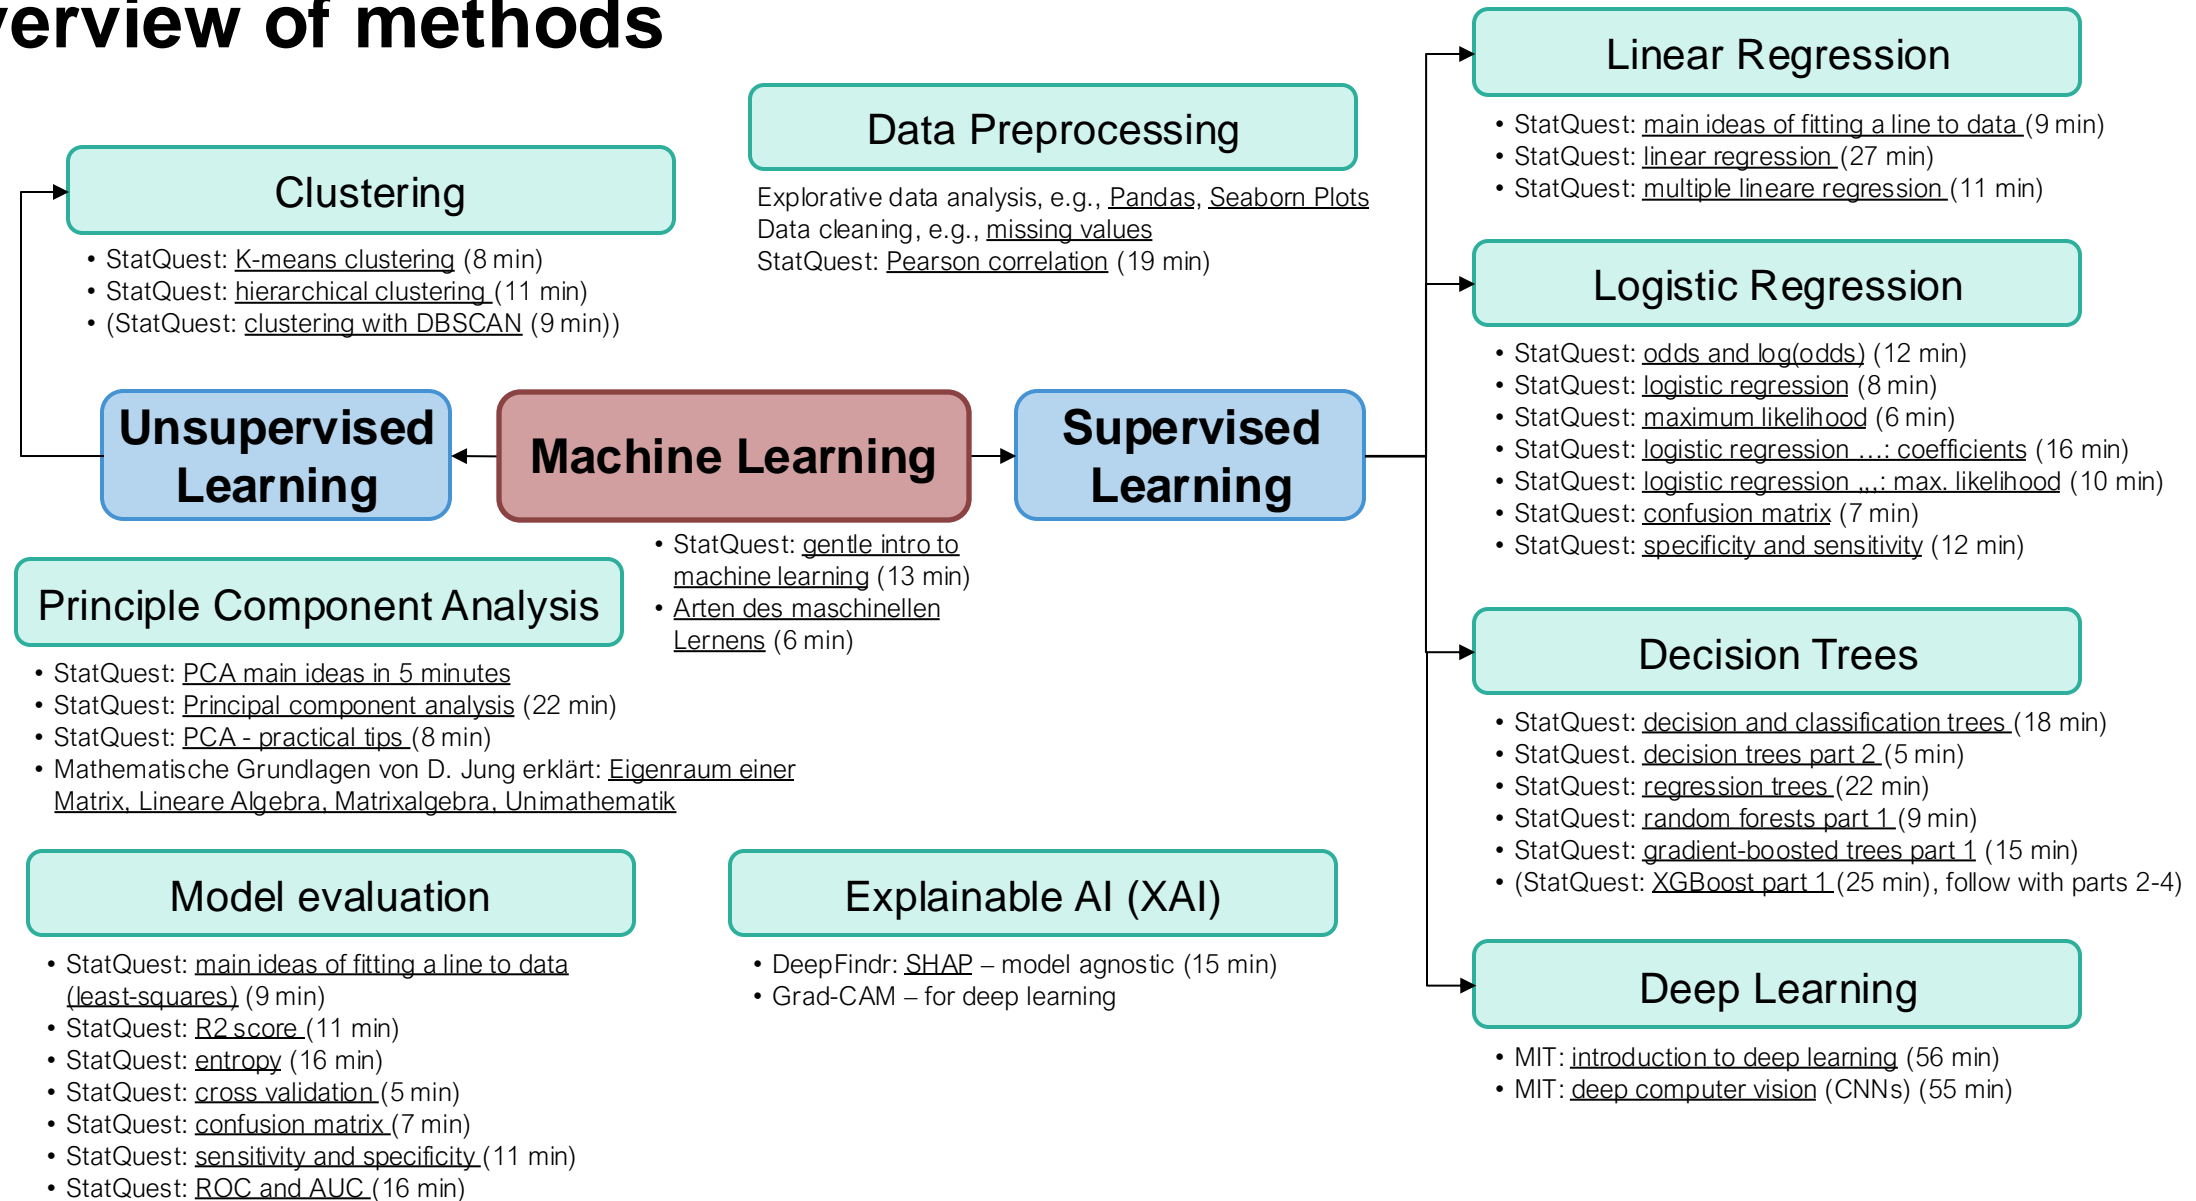 verview of methods
Clustering
• StatQuest: K-means clustering (8 min)
• StatQuest: hierarchical clustering (11 min)
• (StatQuest: clustering with DBSCAN (9 min))
Data Preprocessing
Explorative data analysis, e.g., Pandas, Seaborn Plots
Data cleaning, e.g., missing values
StatQuest: Pearson correlation (19 min)
Unsupervised
Learning
Machine Learning
• StatQuest: gentle intro to
machine learning (13 min)
• Arten des maschinellen
Lernens (6 min)
Supervised
Learning
Principle Component Analysis
• StatQuest: PCA main ideas in 5 minutes
• StatQuest: Principal component analysis (22 min)
• StatQuest: PCA - practical tips (8 min)
• Mathematische Grundlagen von D. Jung erklärt: Eigenraum einer
Matrix, Lineare Algebra, Matrixalgebra, Unimathematik
Model evaluation
• StatQuest: main ideas of fitting a line to data
(least-squares) (9 min)
• StatQuest: R2 score (11 min)
• StatQuest: entropy (16 min)
• StatQuest: cross validation (5 min)
• StatQuest: confusion matrix (7 min)
• StatQuest: sensitivity and specificity (11 min)
• StatQuest: ROC and AUC (16 min)
Explainable AI (XAI)
• DeepFindr: SHAP – model agnostic (15 min)
• Grad-CAM – for deep learning
Linear Regression
• StatQuest: main ideas of fitting a line to data (9 min)
• StatQuest: linear regression (27 min)
• StatQuest: multiple lineare regression (11 min)
Logistic Regression
• StatQuest: odds and log(odds) (12 min)
• StatQuest: logistic regression (8 min)
• StatQuest: maximum likelihood (6 min)
• StatQuest: logistic regression …: coefficients (16 min)
• StatQuest: logistic regression ,,,: max. likelihood (10 min)
• StatQuest: confusion matrix (7 min)
• StatQuest: specificity and sensitivity (12 min)
Decision Trees
• StatQuest: decision and classification trees (18 min)
• StatQuest. decision trees part 2 (5 min)
• StatQuest: regression trees (22 min)
• StatQuest: random forests part 1 (9 min)
• StatQuest: gradient-boosted trees part 1 (15 min)
• (StatQuest: XGBoost part 1 (25 min), follow with parts 2-4)
Deep Learning
• MIT: introduction to deep learning (56 min)
• MIT: deep computer vision (CNNs) (55 min)